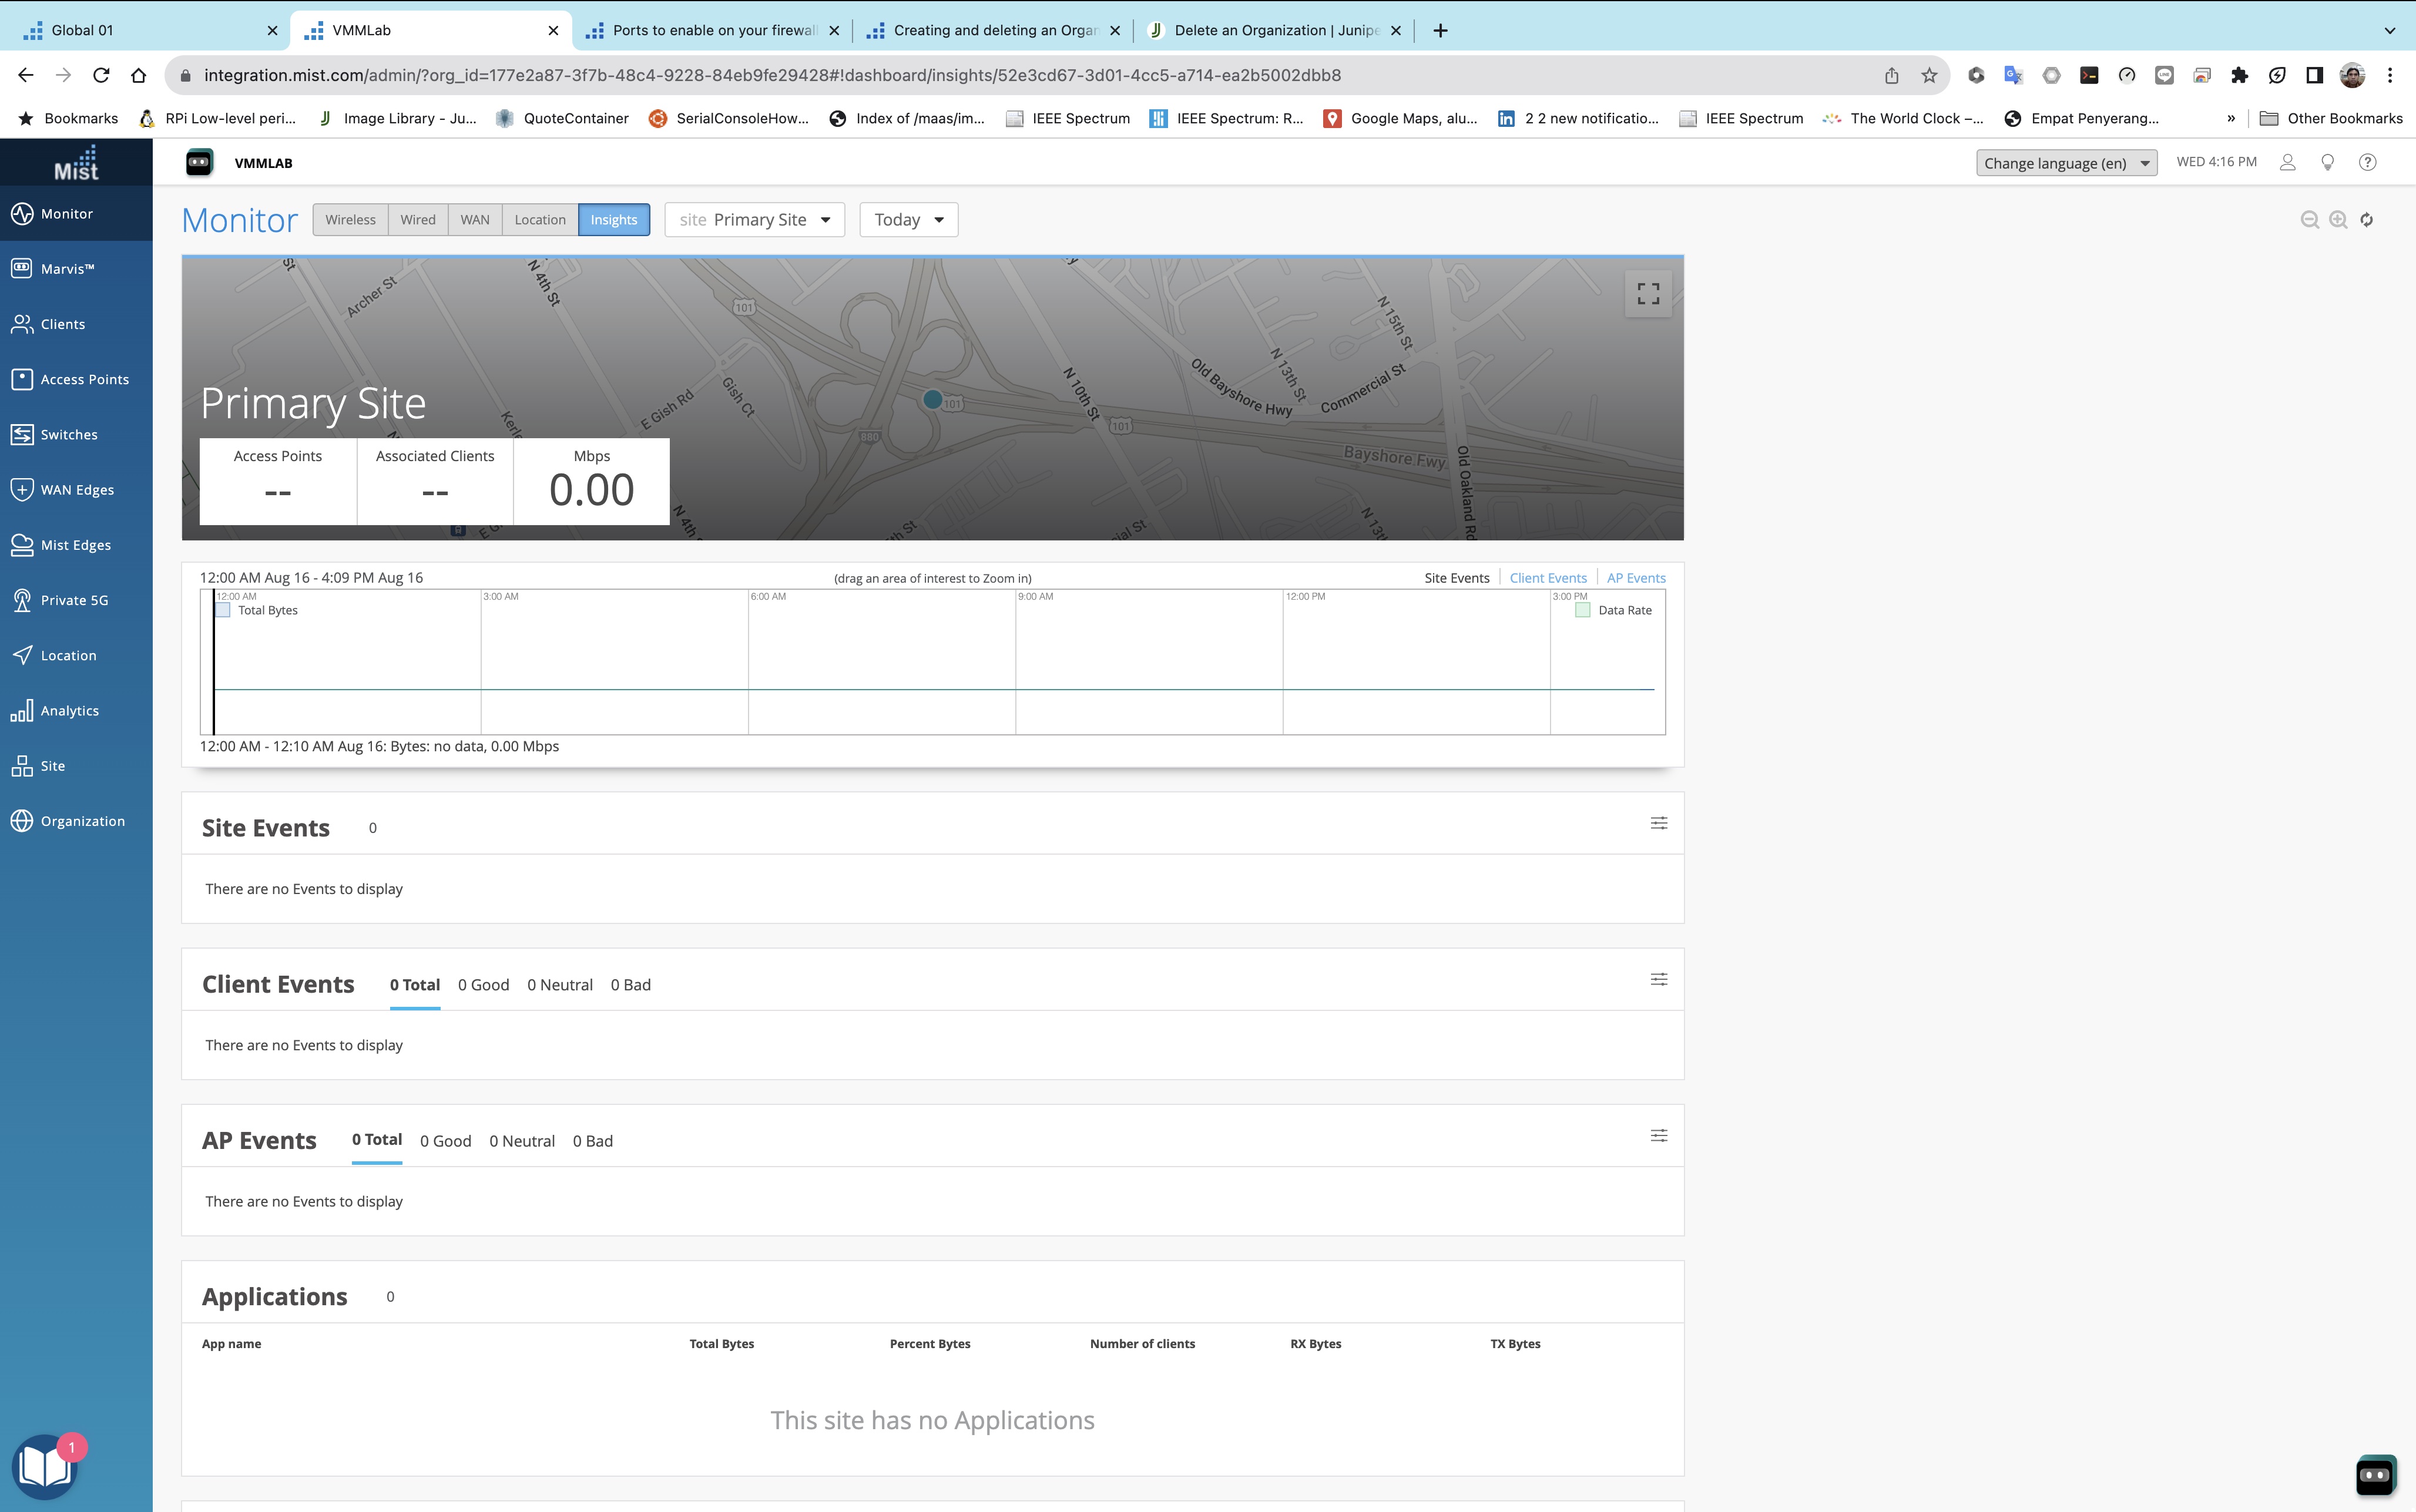 Global 01
VMMLab
Ports to enable on your firewall
Creating and deleting an Organ
Delete an Organization | Junipe
integration.mist.com/admin/?org_id=177e2a87-3f7b-48c4-9228-84eb9fe29428#!dashboard/insights/52e3cd67-3d01-4cc5-a714-ea2b5002dbb8
Bookmarks
RPi Low-level peri...
Image Library - Ju...
QuoteContainer
SerialConsoleHow...
Index of /maas/im...
IEEE Spectrum
IEEE Spectrum: R...
Google Maps, alu...
2 2 new notificatio...
IEEE Spectrum
The World Clock –...
Empat Penyerang...
»
Other Bookmarks
Mist
VMMLAB
Change language (en)
WED 4:16 PM
Monitor
Marvis™
Clients
Access Points
Switches
WAN Edges
Mist Edges
Private 5G
Location
Analytics
Site
Organization
1
Monitor
Wireless
Wired
WAN
Location
Insights
site Primary Site
Today
St
Archer St
N 4th St
101
N 15th St
N 13th St
Old Bayshore Hwy
Commercial St
N 10th St
E Gish Rd
Gish Ct
101
101
880
Bayshore Fwy
Old Oakland Rd
N 4th
N 13th
Primary Site
Access Points
--
Associated Clients
--
Mbps
0.00
12:00 AM Aug 16 - 4:09 PM Aug 16
(drag an area of interest to Zoom in)
Site Events
Client Events
AP Events
12:00 AM
3:00 AM
6:00 AM
9:00 AM
12:00 PM
3:00 PM
Total Bytes
Data Rate
12:00 AM - 12:10 AM Aug 16: Bytes: no data, 0.00 Mbps
Site Events 0
There are no Events to display
Client Events 0 Total 0 Good 0 Neutral 0 Bad
There are no Events to display
AP Events 0 Total 0 Good 0 Neutral 0 Bad
There are no Events to display
Applications 0
App name Total Bytes Percent Bytes Number of clients RX Bytes TX Bytes
This site has no Applications